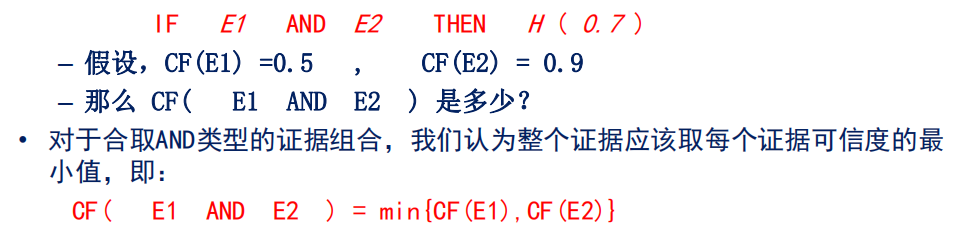 IF E1 AND E2 THEN H ( 0.7 )
– 假设，CF(E1) =0.5 , CF(E2) = 0.9
– 那么 CF( E1 AND E2 ) 是多少？
• 对于合取AND类型的证据组合，我们认为整个证据应该取每个证据可信度的最
小值，即：
CF( E1 AND E2 ) = min{CF(E1),CF(E2)}